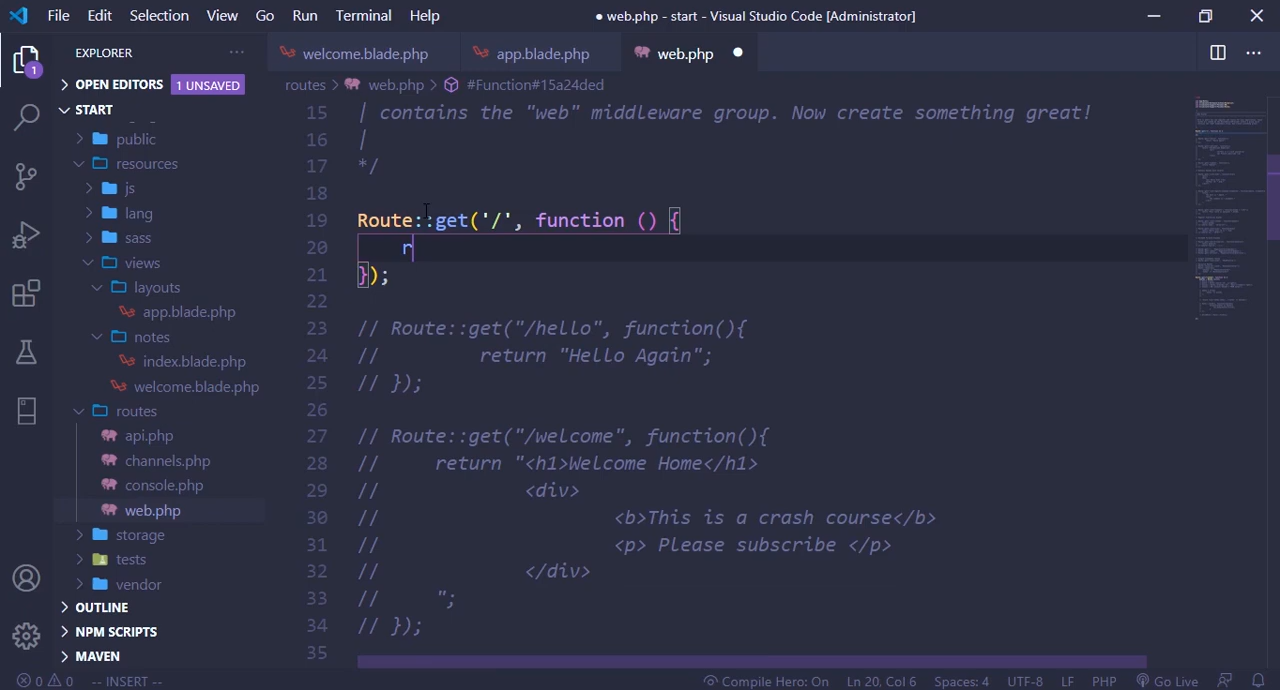 File Edit Selection View Go Run Terminal Help
● web.php - start - Visual Studio Code [Administrator]
EXPLORER ···
welcome.blade.php
app.blade.php
web.php
1
OPEN EDITORS 1 UNSAVED
routes > web.php > #Function#15a24ded
START
public
resources
js
lang
sass
views
layouts
app.blade.php
notes
index.blade.php
welcome.blade.php
routes
api.php
channels.php
console.php
web.php
storage
tests
vendor
OUTLINE
NPM SCRIPTS
MAVEN
15 | contains the "web" middleware group. Now create something great!
16 |
17 */
18
19 Route::get('/', function () {
20 r
21 });
22
23 // Route::get("/hello", function(){
24 // return "Hello Again";
25 // });
26
27 // Route::get("/welcome", function(){
28 // return "<h1>Welcome Home</h1>
29 // <div>
30 // <b>This is a crash course</b>
31 // <p> Please subscribe </p>
32 // </div>
33 // ";
34 // });
35
0 0 -- INSERT -- Compile Hero: On Ln 20, Col 6 Spaces: 4 UTF-8 LF PHP Go Live